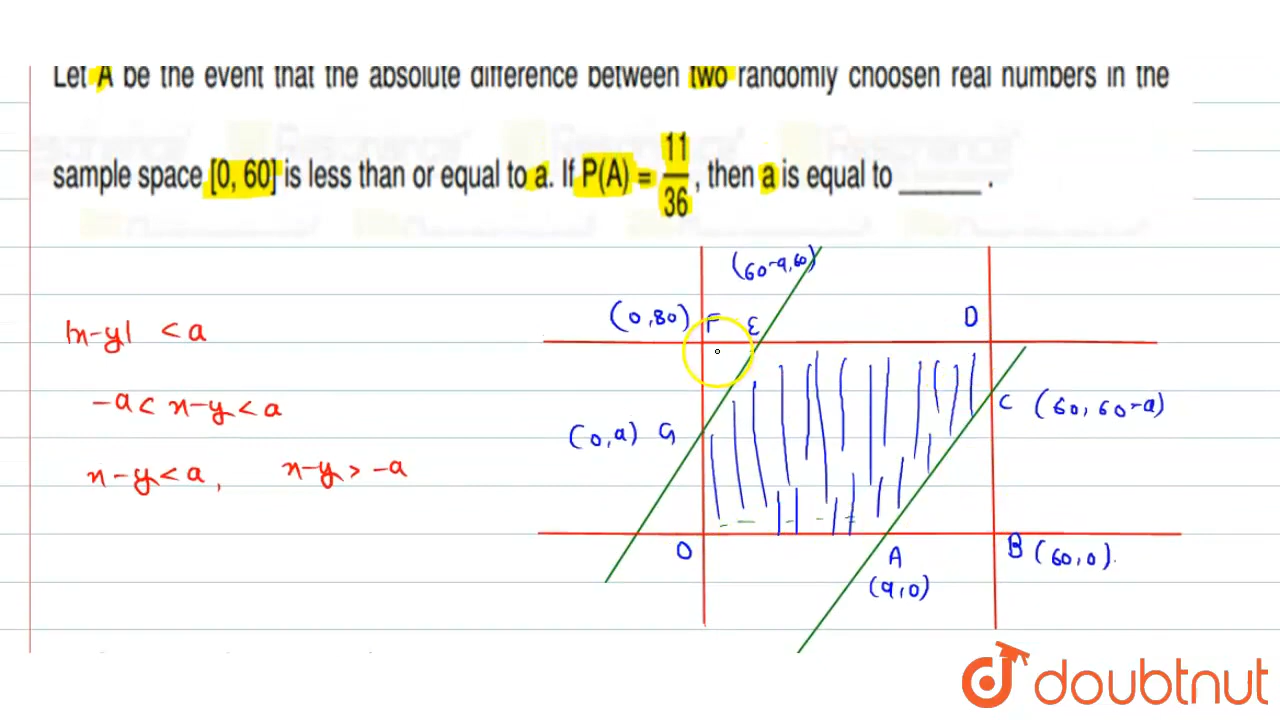 Let A be the event that the absolute difference between two randomly choosen real numbers in the
sample space [0, 60] is less than or equal to a. If P(A) = 11/36, then a is equal to ______ .
(60-a,60)
(0,80) F E D
|x-y| < a
-a < x-y < a
(0,a) G
C (60, 60-a)
x-y < a, x-y > -a
O A B (60,0).
(a,0)
doubtnut